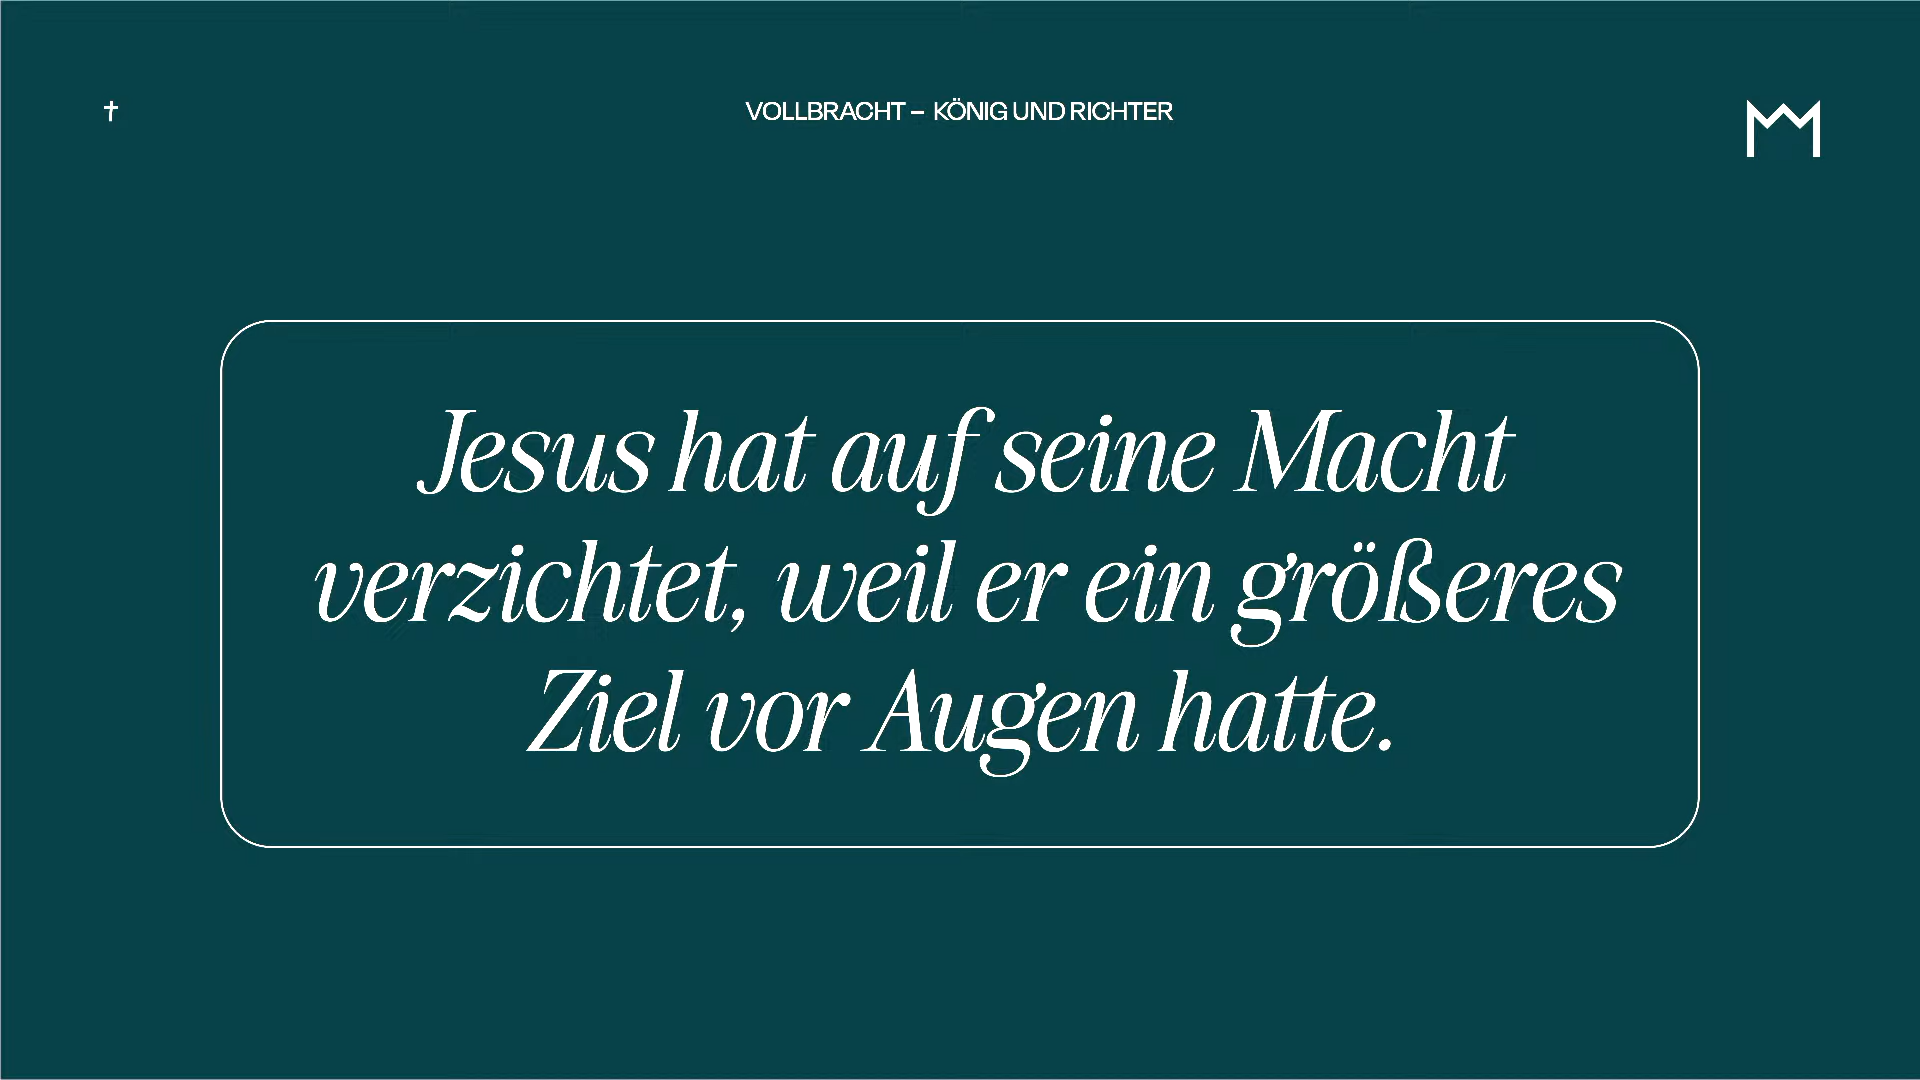 †
VOLLBRACHT – KÖNIG UND RICHTER
Jesus hat auf seine Macht
verzichtet, weil er ein größeres
Ziel vor Augen hatte.